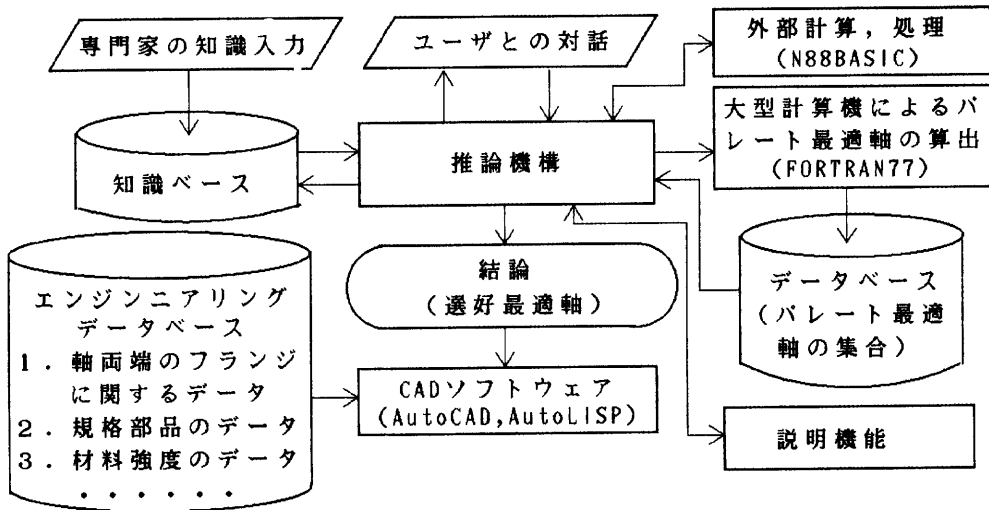 専門家の知識入力
ユーザとの対話
外部計算，処理
(N88BASIC)
大型計算機によるパ
レート最適軸の算出
(FORTRAN77)
推論機構
知識ベース
結論
(選好最適軸)
データベース
(パレート最適
軸の集合)
エンジンニアリング
データベース
1．軸両端のフランジ
に関するデータ
2．規格部品のデータ
3．材料強度のデータ
・・・・・・
CADソフトウェア
(AutoCAD,AutoLISP)
説明機能